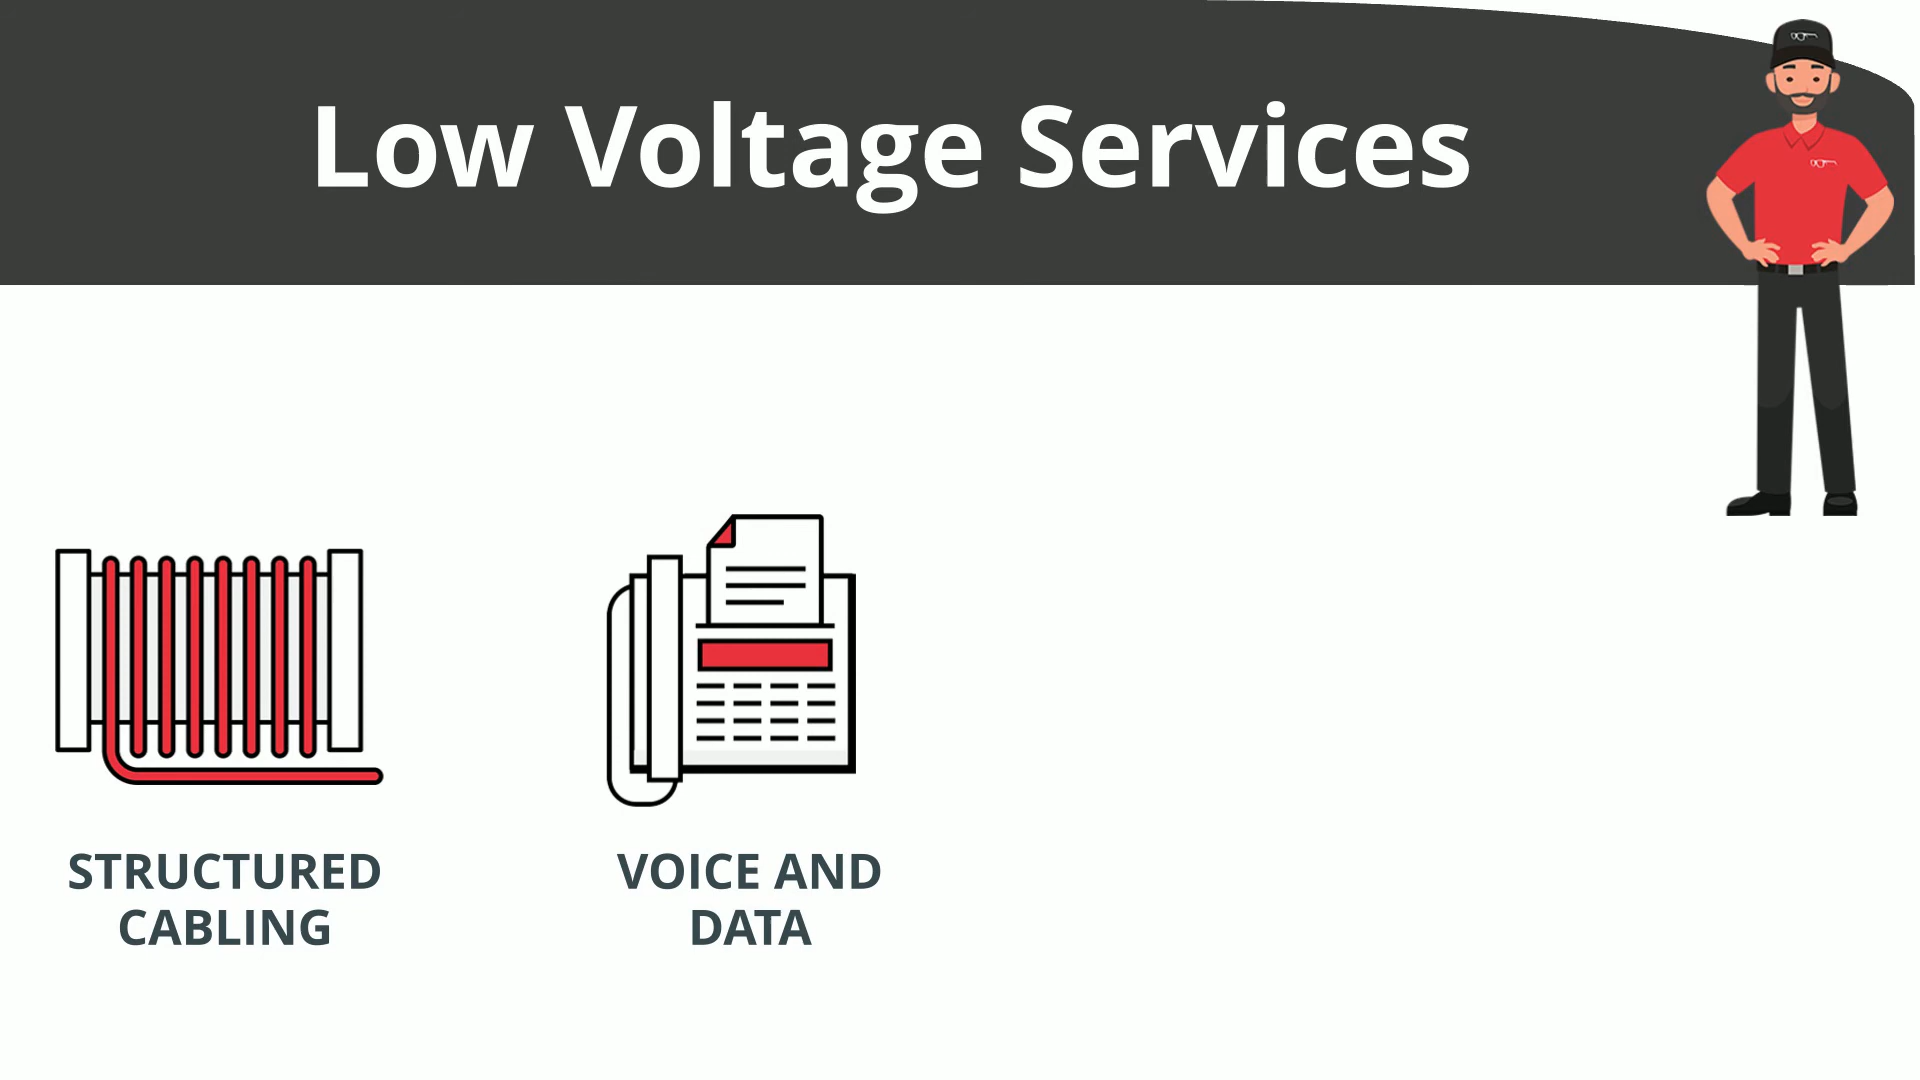 Low Voltage Services
STRUCTURED
CABLING
VOICE AND
DATA